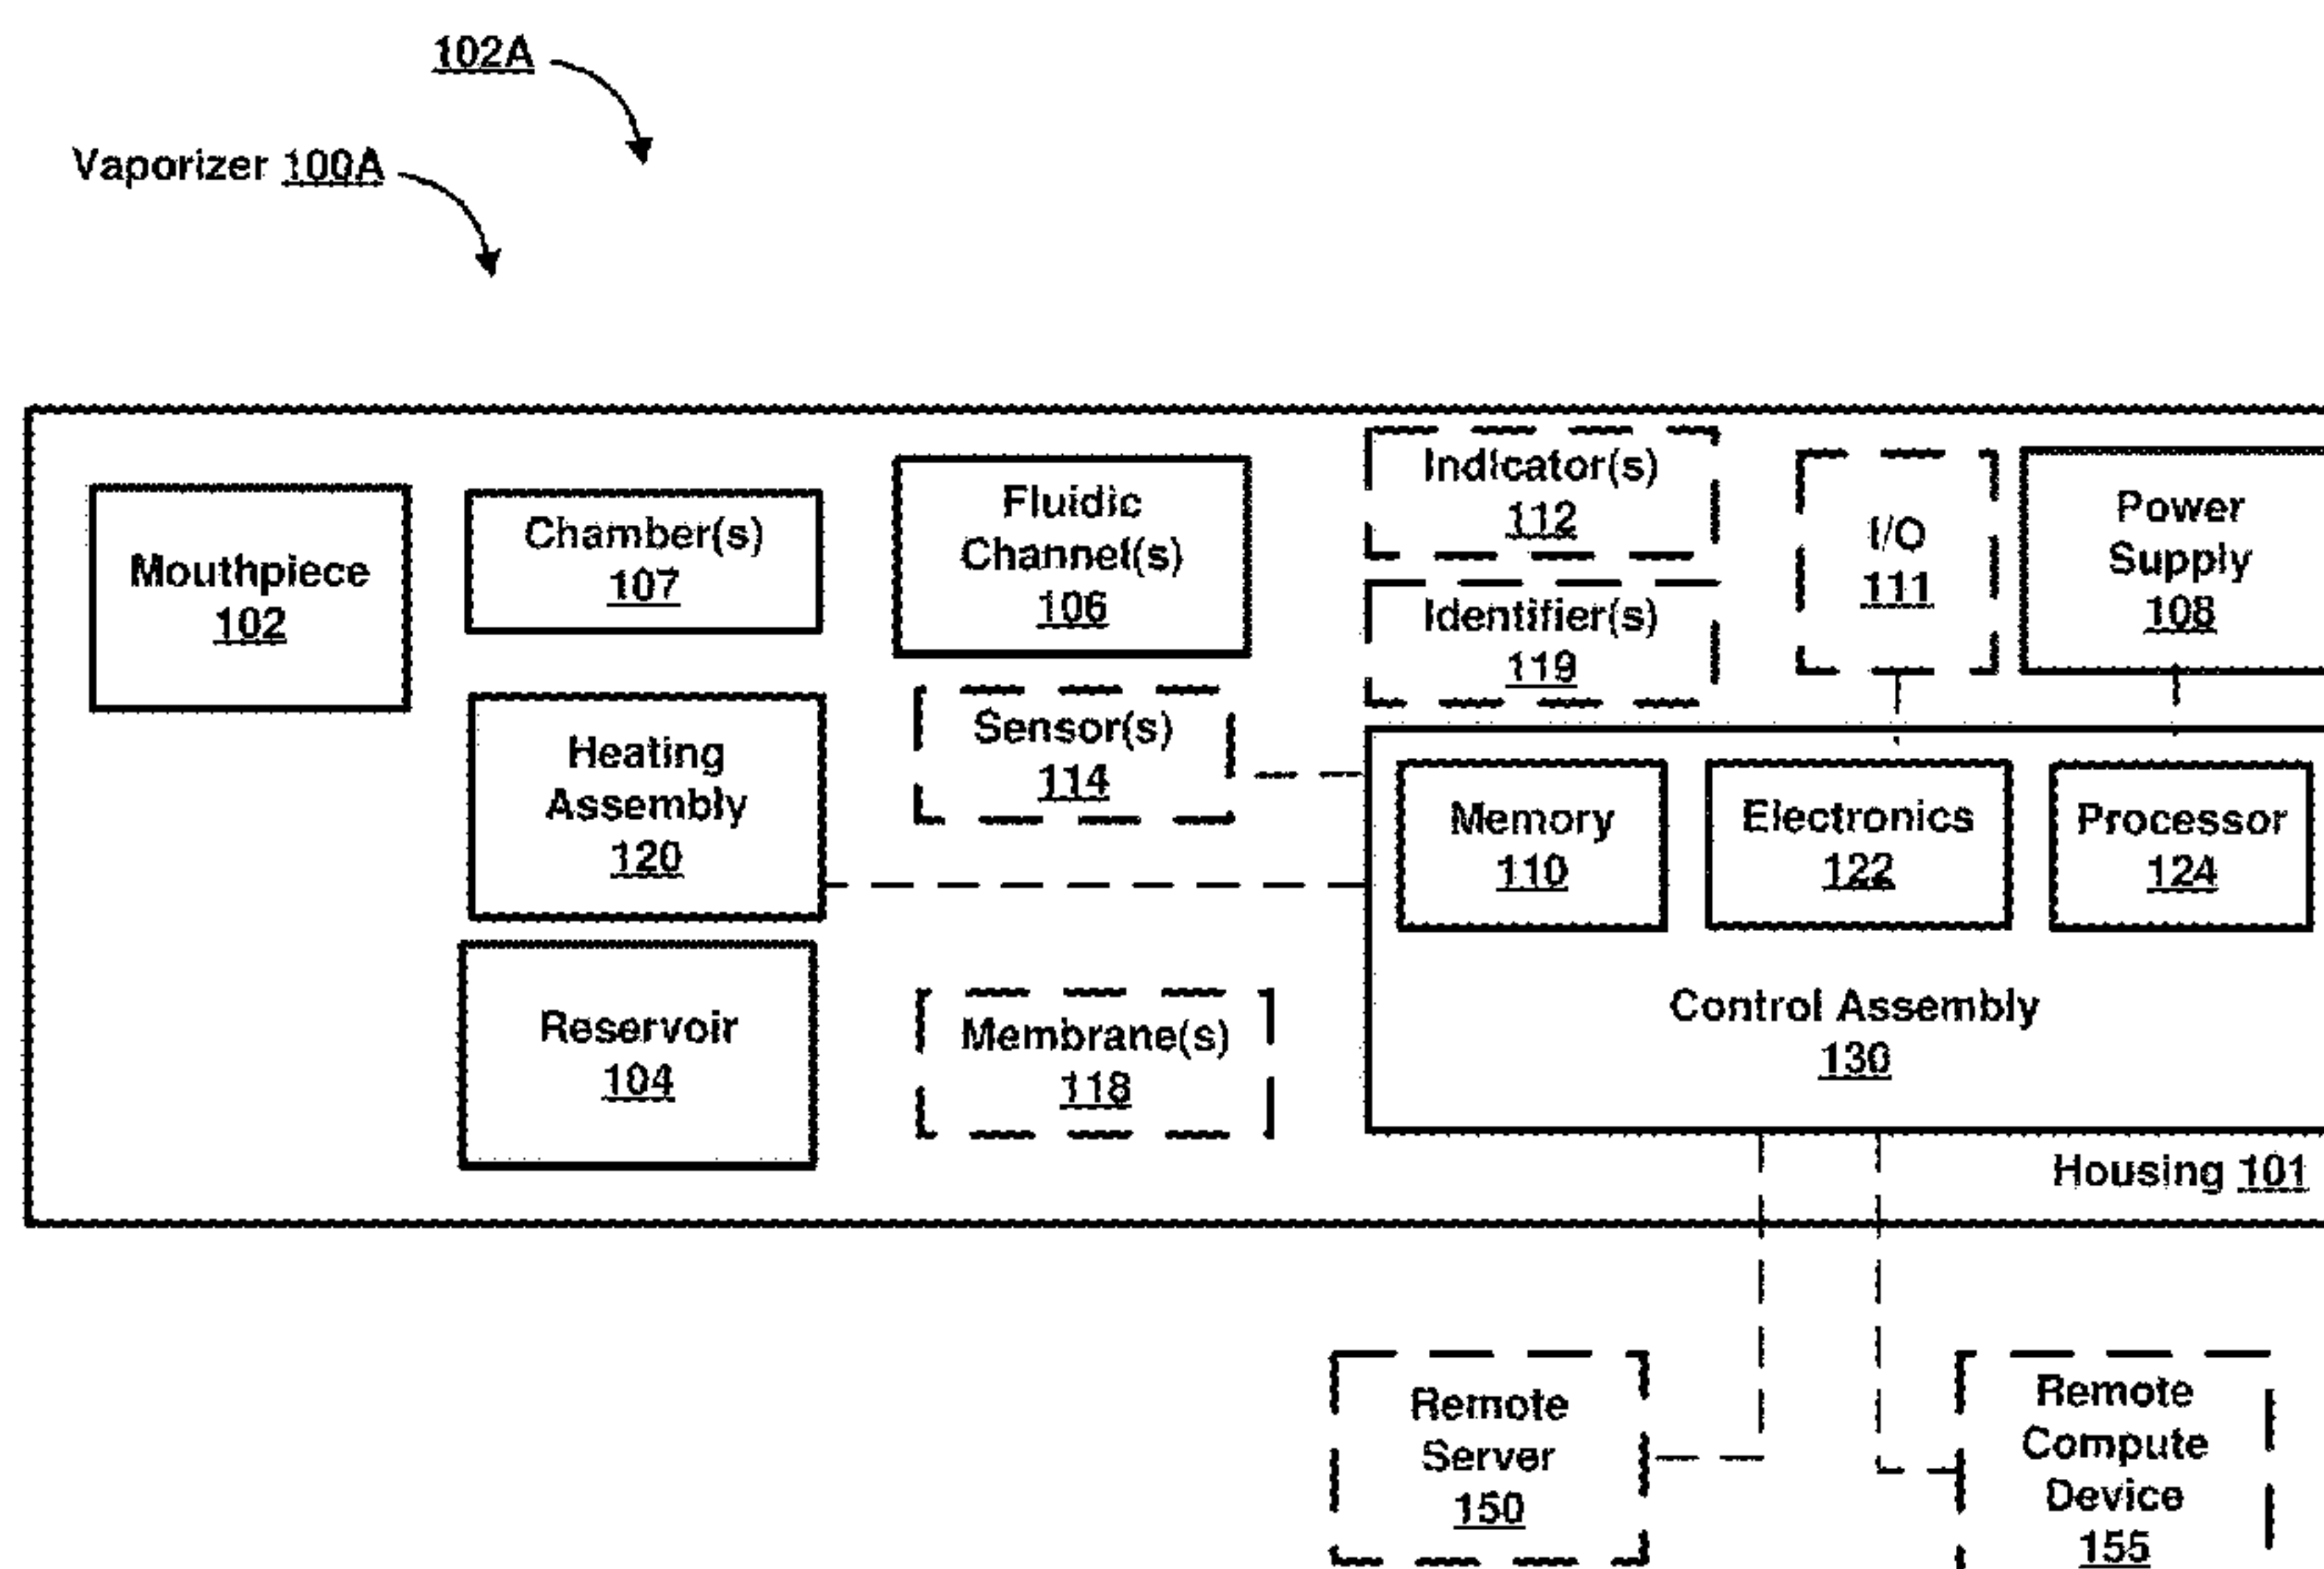 102A
Vaporizer 100A
Mouthpiece
102
Chamber(s)
107
Fluidic
Channel(s)
106
Indicator(s)
112
Identifier(s)
119
I/O
111
Power
Supply
108
Heating
Assembly
120
Sensor(s)
114
Memory
110
Electronics
122
Processor
124
Reservoir
104
Membrane(s)
118
Control Assembly
130
Housing 101
Remote
Server
150
Remote
Compute
Device
155